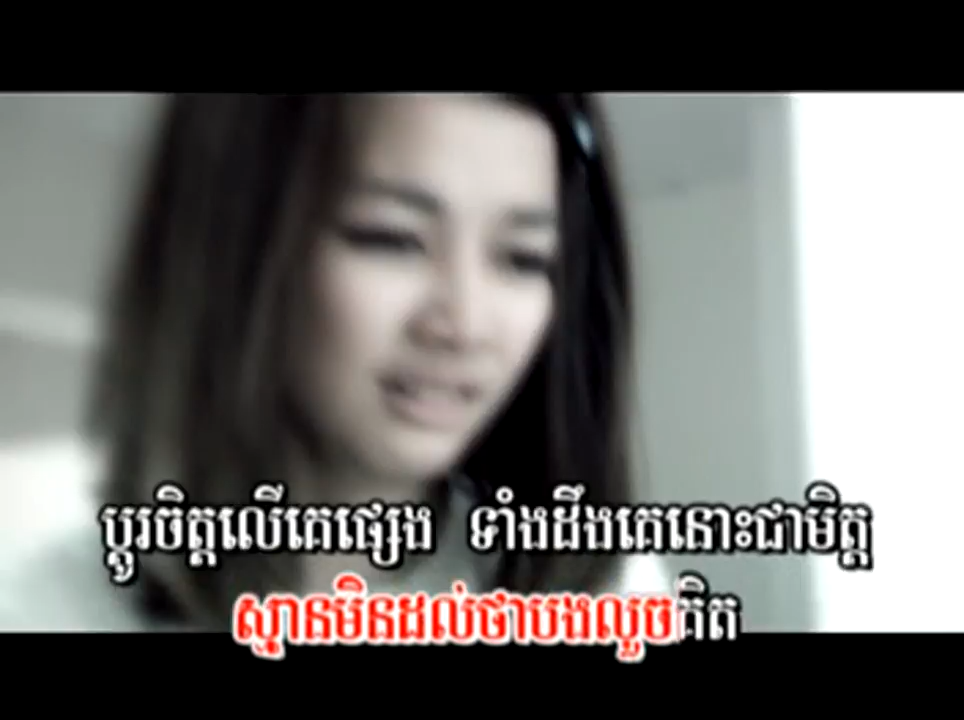 ប្ដូរចិត្តលើគេផ្សេង ទាំងដឹងគេនោះជាមិត្ត
ស្មានមិនដល់ថាបងលួចគិត